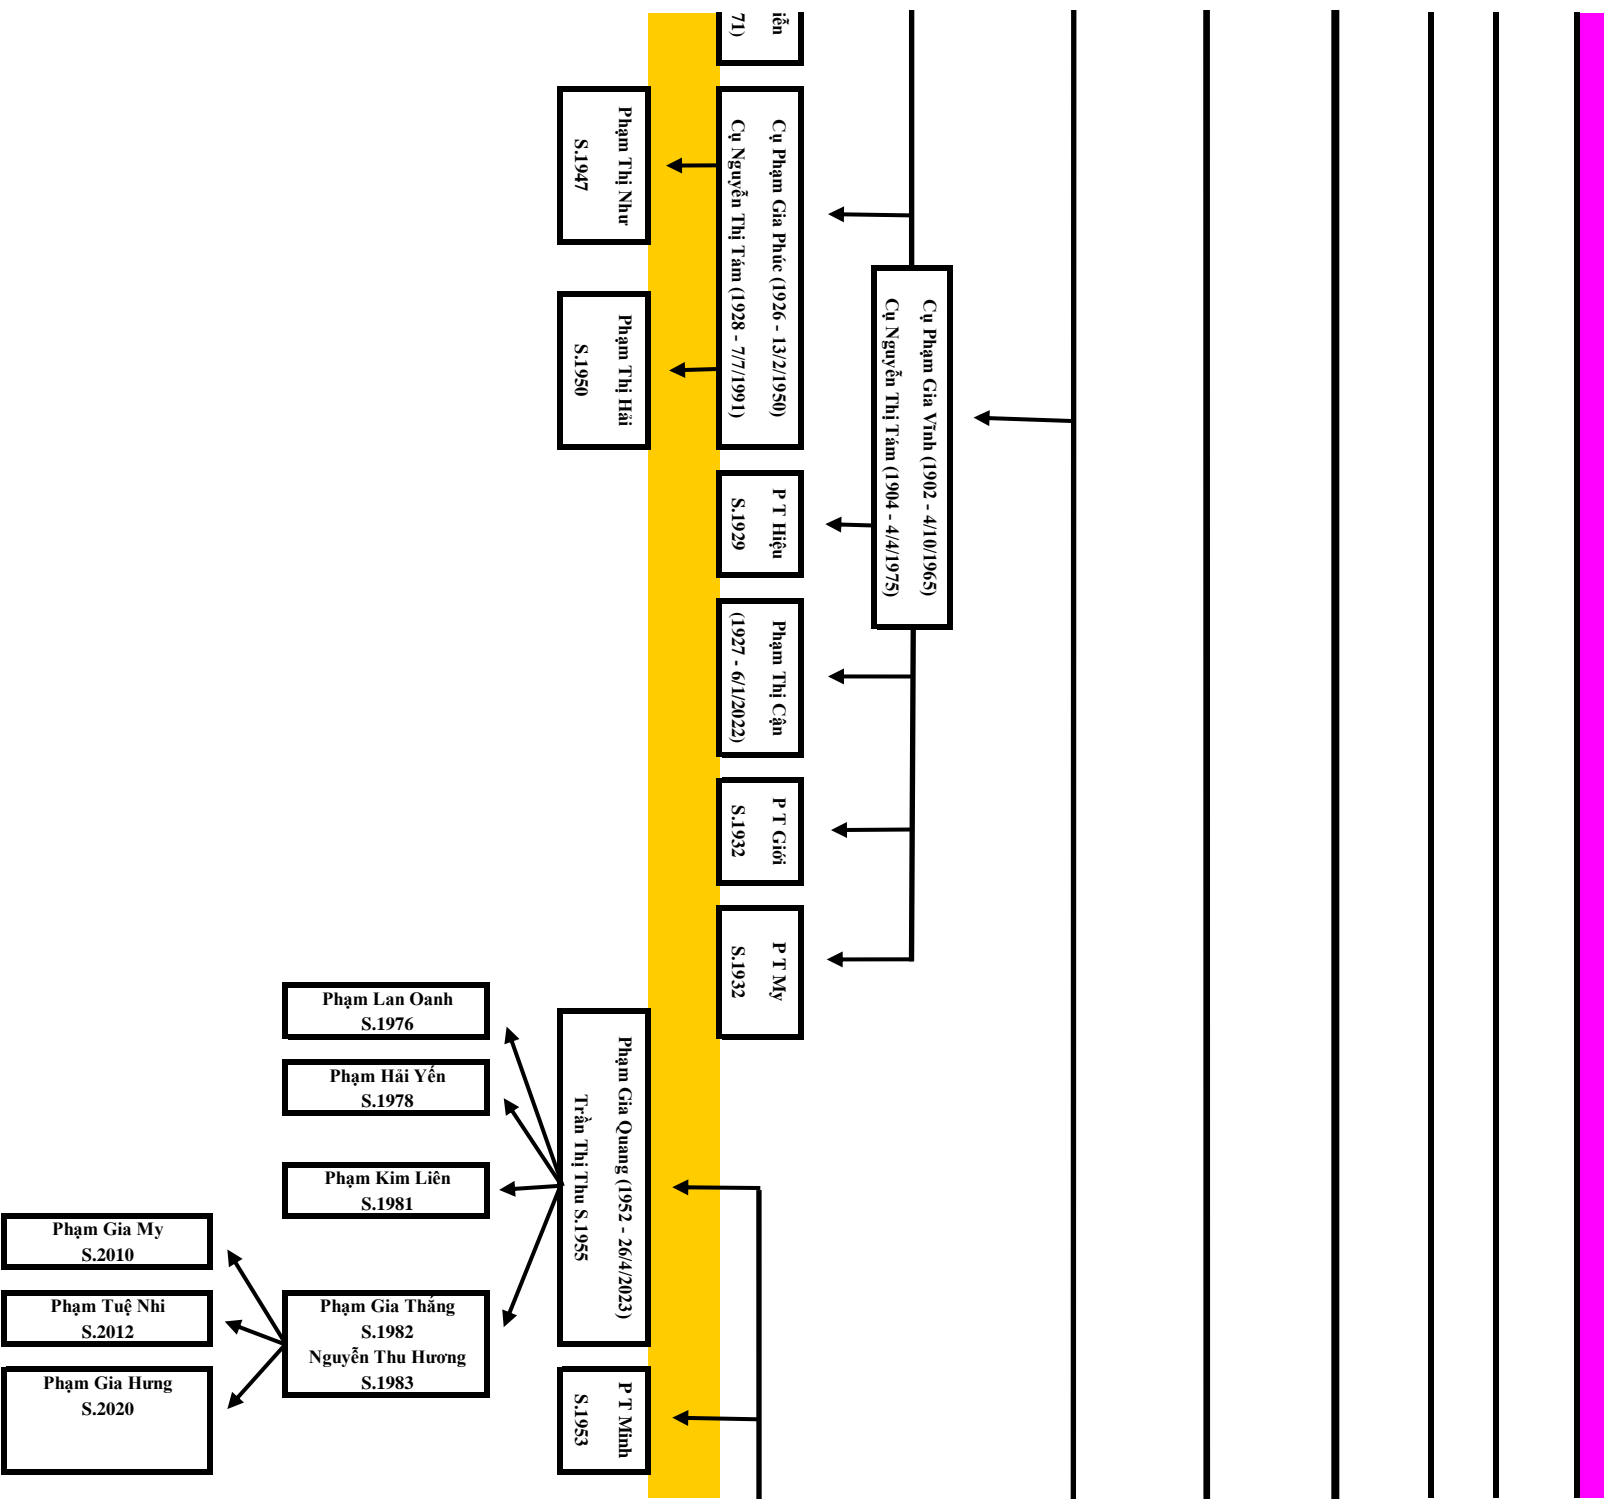 iễn
71)
Cụ Phạm Gia Vĩnh (1902 - 4/10/1965)
Cụ Nguyễn Thị Tám (1904 - 4/4/1975)
Cụ Phạm Gia Phúc (1926 - 13/2/1950)
Cụ Nguyễn Thị Tám (1928 - 7/7/1991)
P T Hiệu
S.1929
Phạm Thị Cận
(1927 - 6/1/2022)
P T Giới
S.1932
P T My
S.1932
Phạm Thị Như
S.1947
Phạm Thị Hải
S.1950
Phạm Gia Quang (1952 - 26/4/2023)
Trần Thị Thu S.1955
P T Minh
S.1953
Phạm Lan Oanh
S.1976
Phạm Hải Yến
S.1978
Phạm Kim Liên
S.1981
Phạm Gia Thắng
S.1982
Nguyễn Thu Hương
S.1983
Phạm Gia My
S.2010
Phạm Tuệ Nhi
S.2012
Phạm Gia Hưng
S.2020